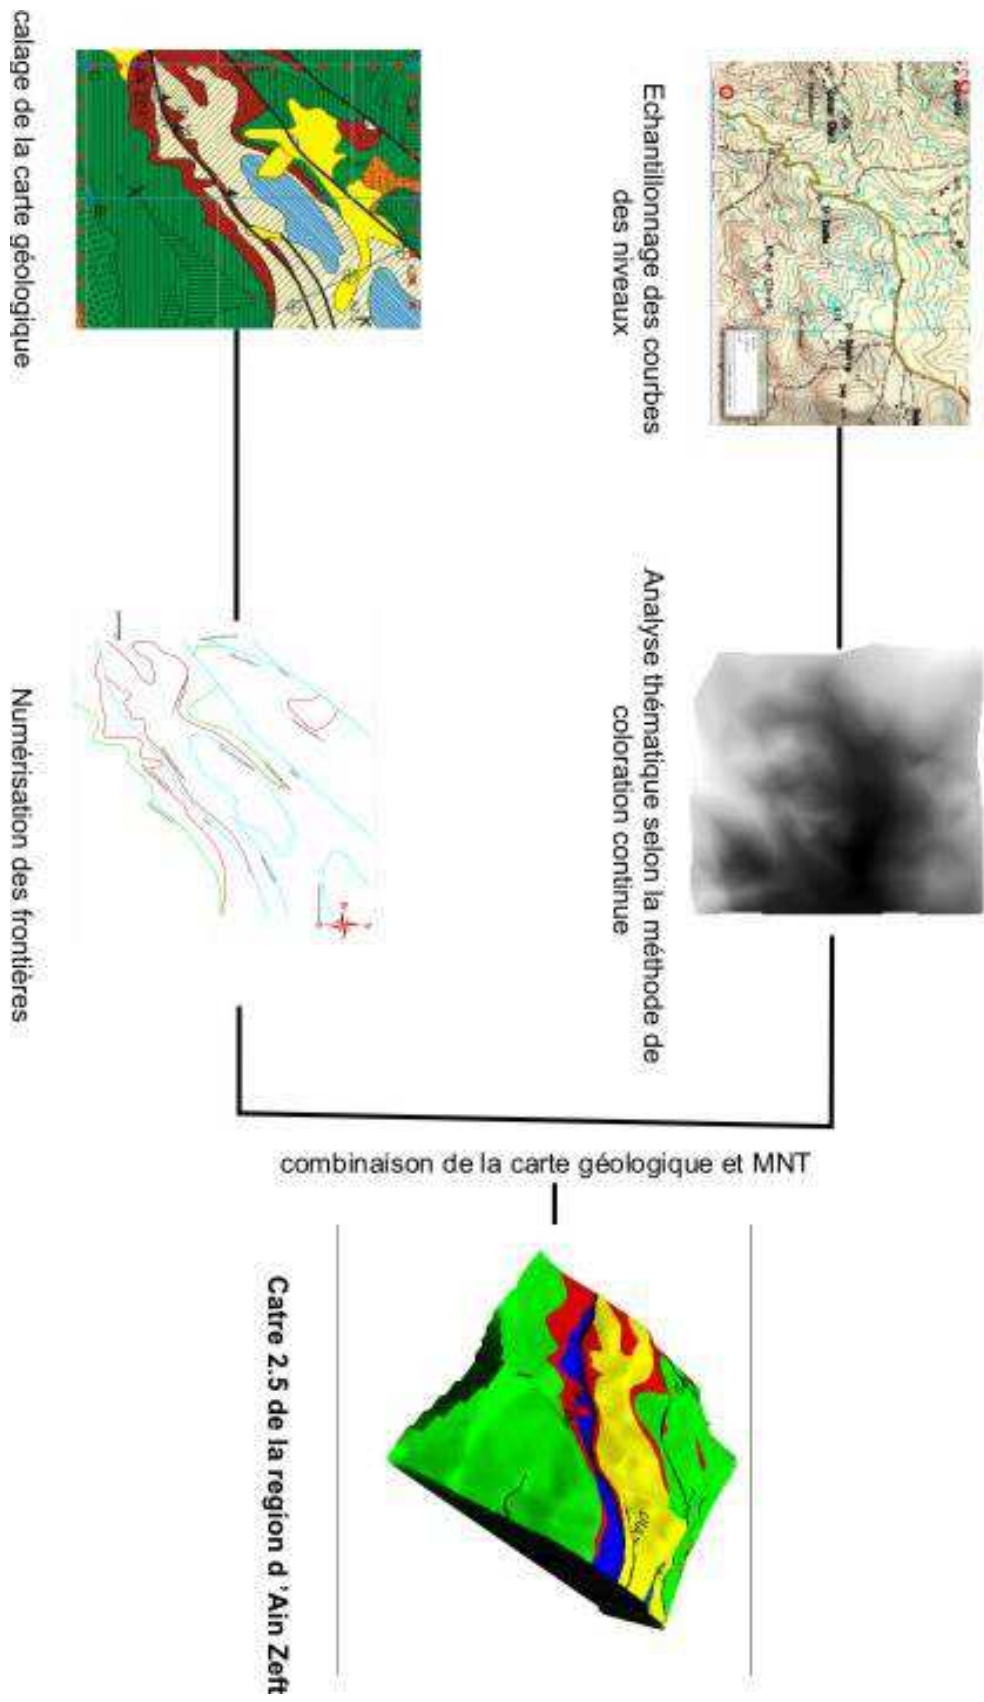 Echantillonnage des courbes
des niveaux
calage de la carte géologique
Analyse thématique selon la méthode de
coloration continue
Numérisation des frontières
combinaison de la carte géologique et MNT
Catre 2.5 de la region d 'Ain Zeft